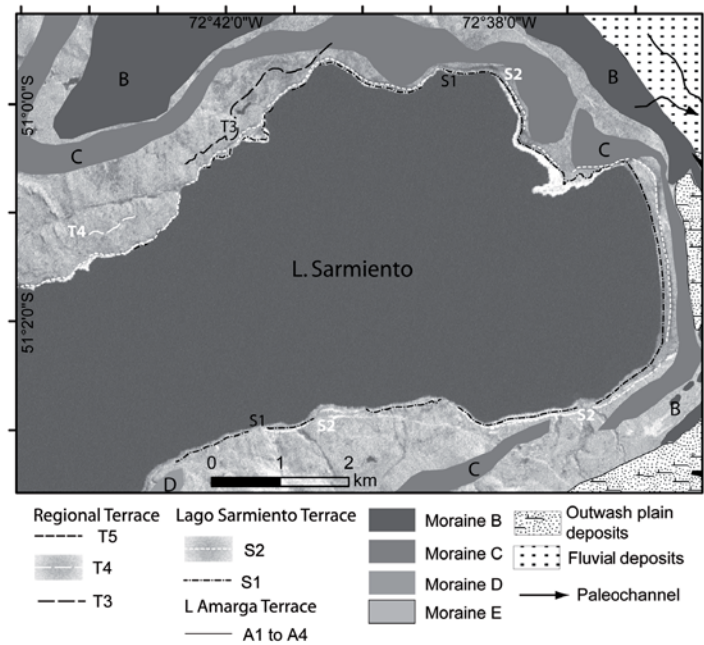 72°42'0"W
72°38'0"W
51°0'0"S
51°2'0"S
B
B
S1
S2
T3
C
C
T4
L. Sarmiento
S1
S2
S2
B
C
D
0 1 2
km
Regional Terrace
T5
T4
T3
Lago Sarmiento Terrace
S2
S1
L Amarga Terrace
A1 to A4
Moraine B
Moraine C
Moraine D
Moraine E
Outwash plain
deposits
Fluvial deposits
Paleochannel